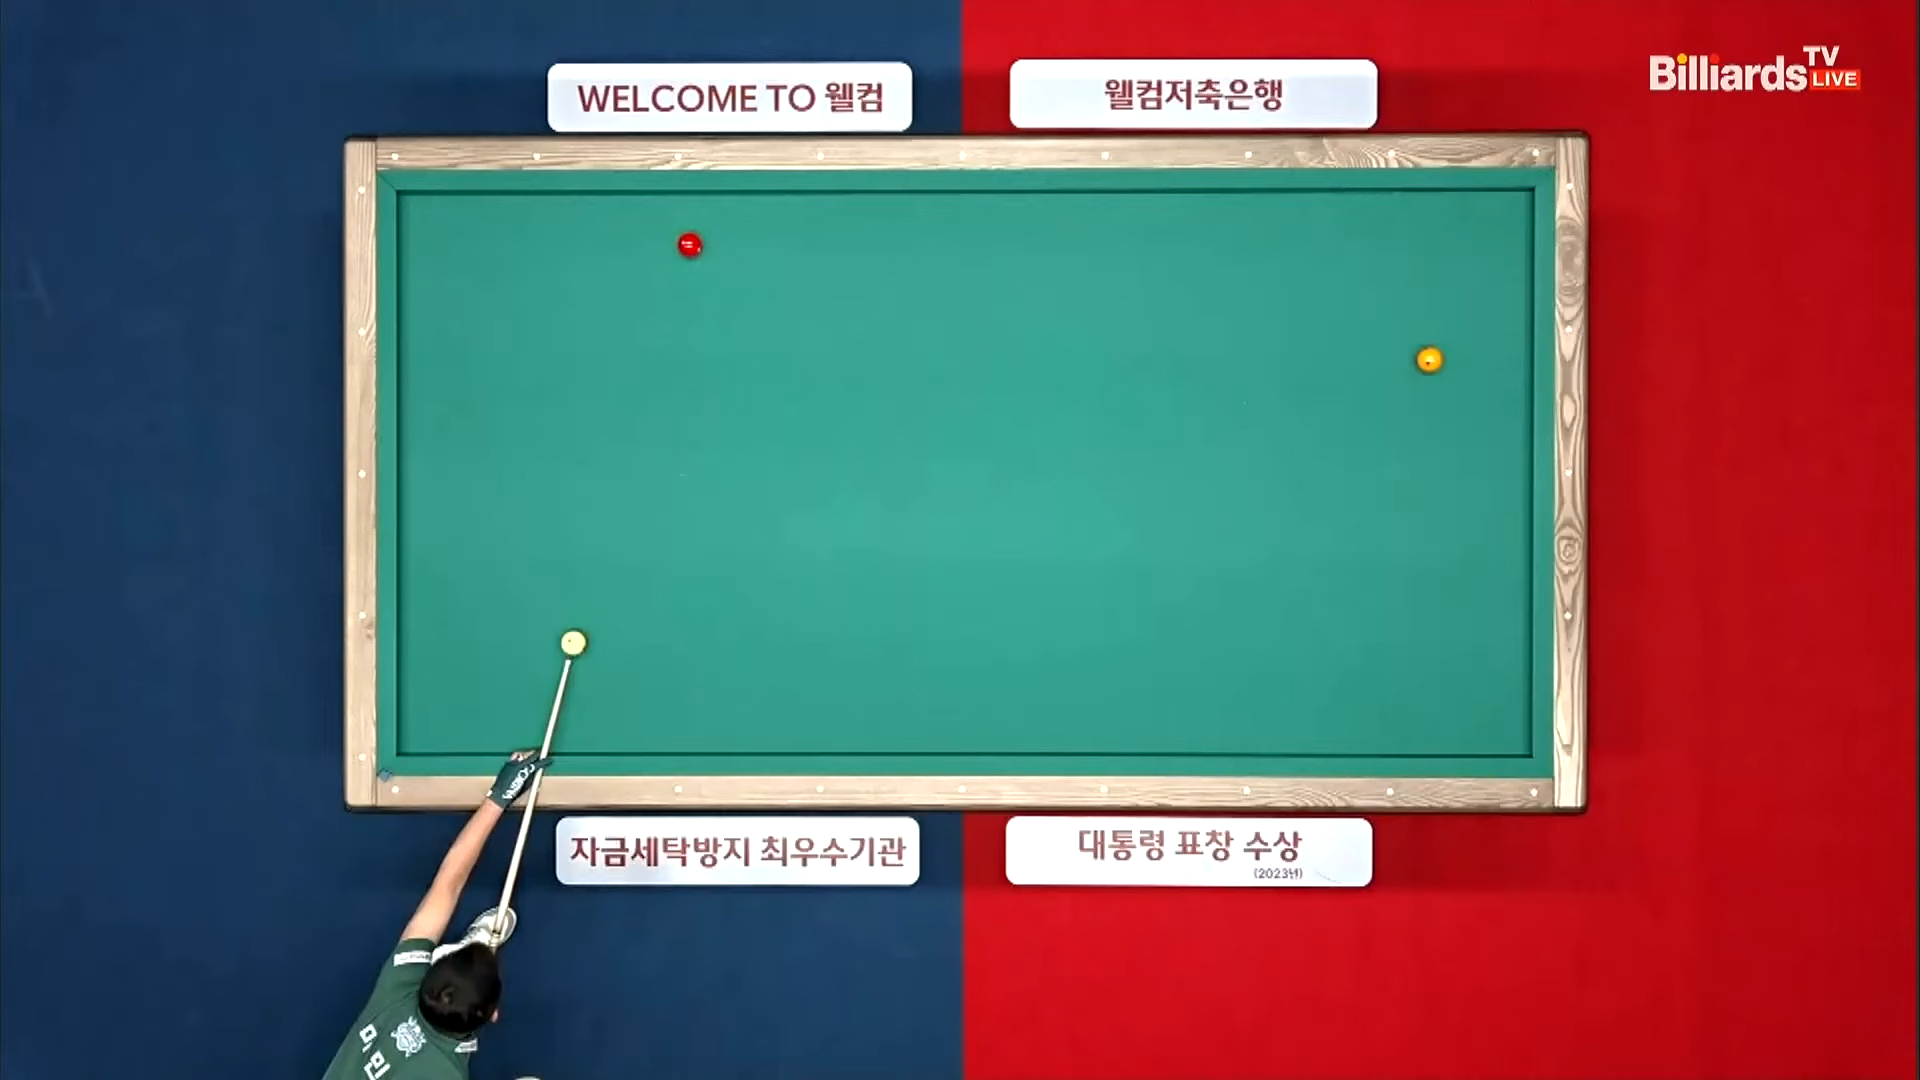 Billiards TV
LIVE
WELCOME TO 웰컴
웰컴저축은행
자금세탁방지 최우수기관
대통령 표창 수상
(2023년)